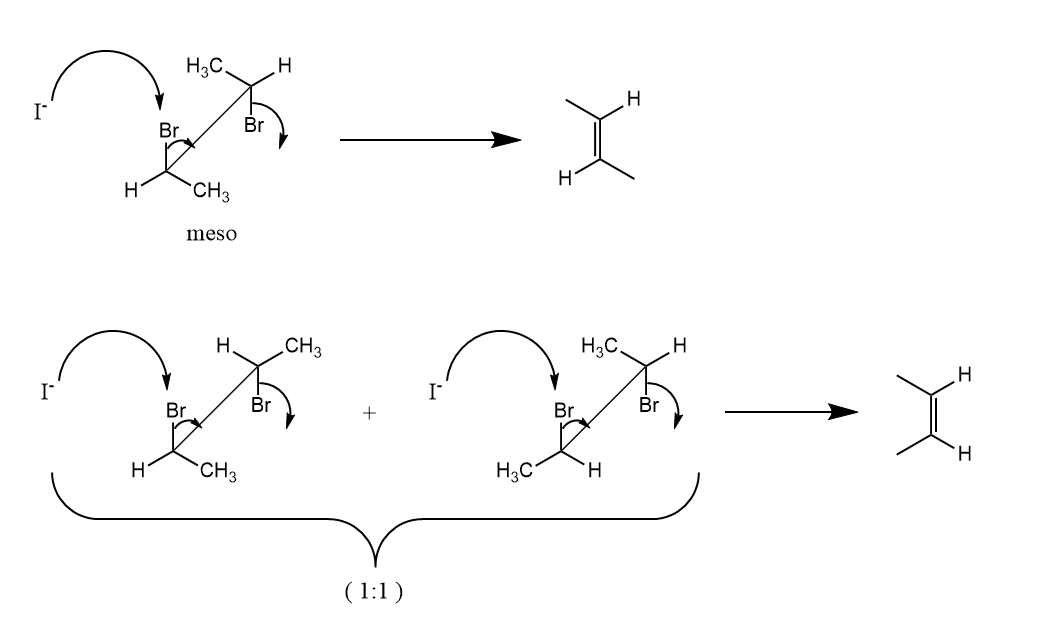 H₃C H
I⁻
Br Br
H CH₃
H
H
meso
H CH₃ H₃C H
I⁻ I⁻
Br Br + Br Br
H CH₃ H₃C H
H
H
( 1:1 )